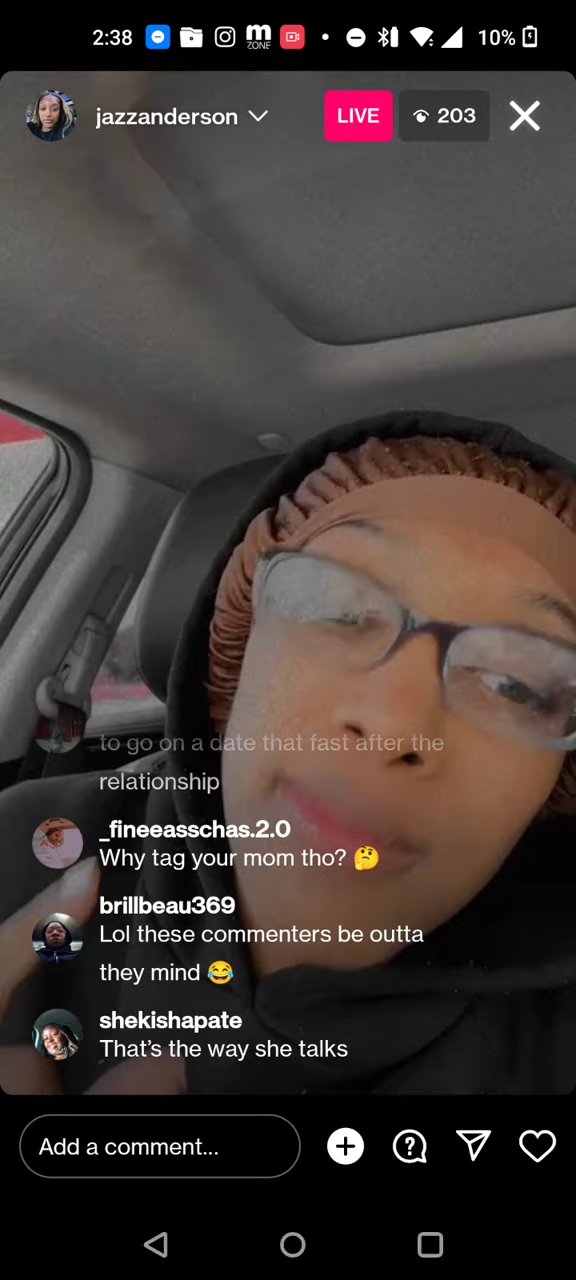 2:38
m
ZONE
10%
jazzanderson
LIVE
203
to go on a date that fast after the
relationship
_fineeasschas.2.0
Why tag your mom tho? 🤔
brillbeau369
Lol these commenters be outta
they mind 😂
shekishapate
That's the way she talks
Add a comment...